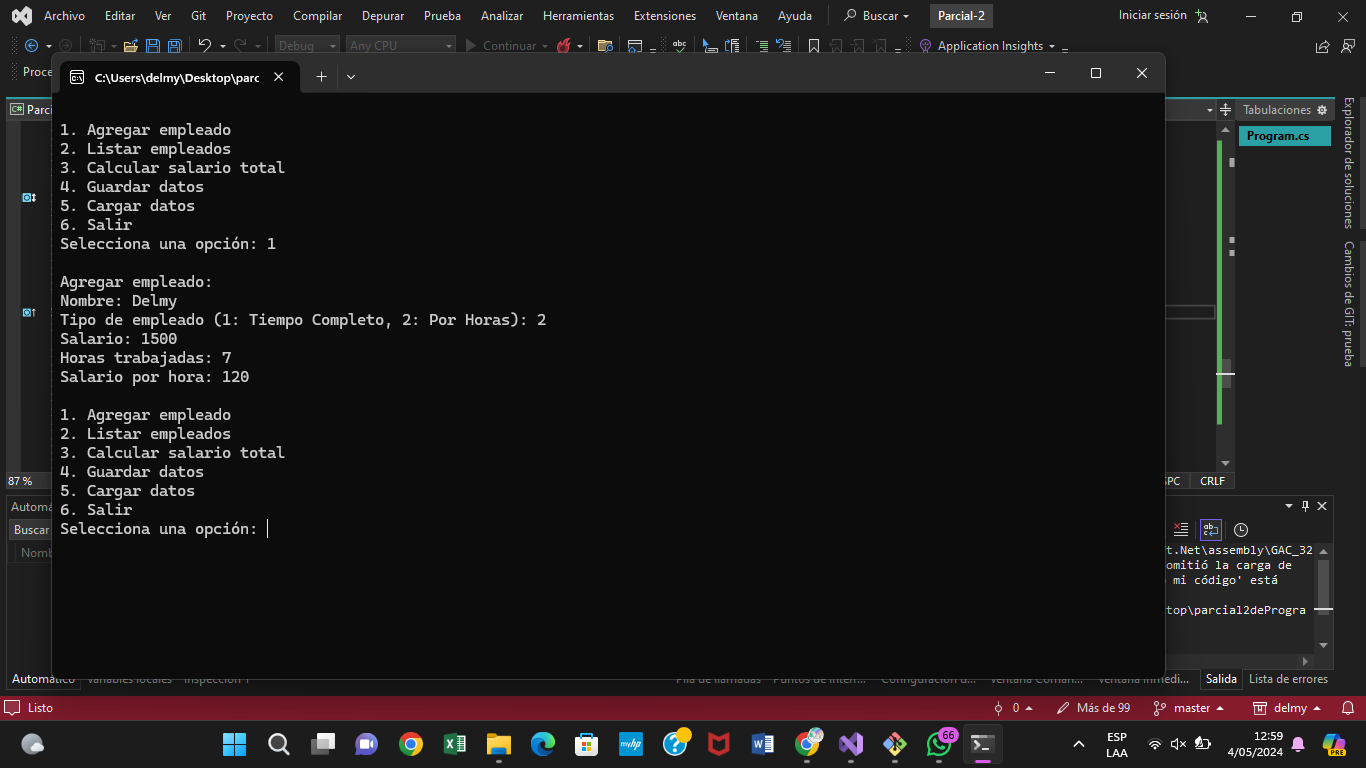 Archivo Editar Ver Git Proyecto Compilar Depurar Prueba Analizar Herramientas Extensiones Ventana Ayuda Buscar Parcial-2 Iniciar sesión
Debug Any CPU Continuar Application Insights
Proce
C:\Users\delmy\Desktop\parc
C# Parci
Tabulaciones
Program.cs
Explorador de soluciones
Cambios de GIT: prueba
1. Agregar empleado
2. Listar empleados
3. Calcular salario total
4. Guardar datos
5. Cargar datos
6. Salir
Selecciona una opción: 1
Agregar empleado:
Nombre: Delmy
Tipo de empleado (1: Tiempo Completo, 2: Por Horas): 2
Salario: 1500
Horas trabajadas: 7
Salario por hora: 120
1. Agregar empleado
2. Listar empleados
3. Calcular salario total
4. Guardar datos
5. Cargar datos
6. Salir
Selecciona una opción:
87 %
SPC CRLF
Automá
Buscar
Nomb
t.Net\assembly\GAC_32
omitió la carga de
mi código' está
top\parcial2deProgra
Automático Variables locales Inspección 1 Pila de llamadas Puntos de interr... Configuración d... Ventana Coman... Ventana Inmedi... Salida Lista de errores
Listo 0 Más de 99 master delmy
myhp
66
ESP
LAA
12:59
4/05/2024
PRE